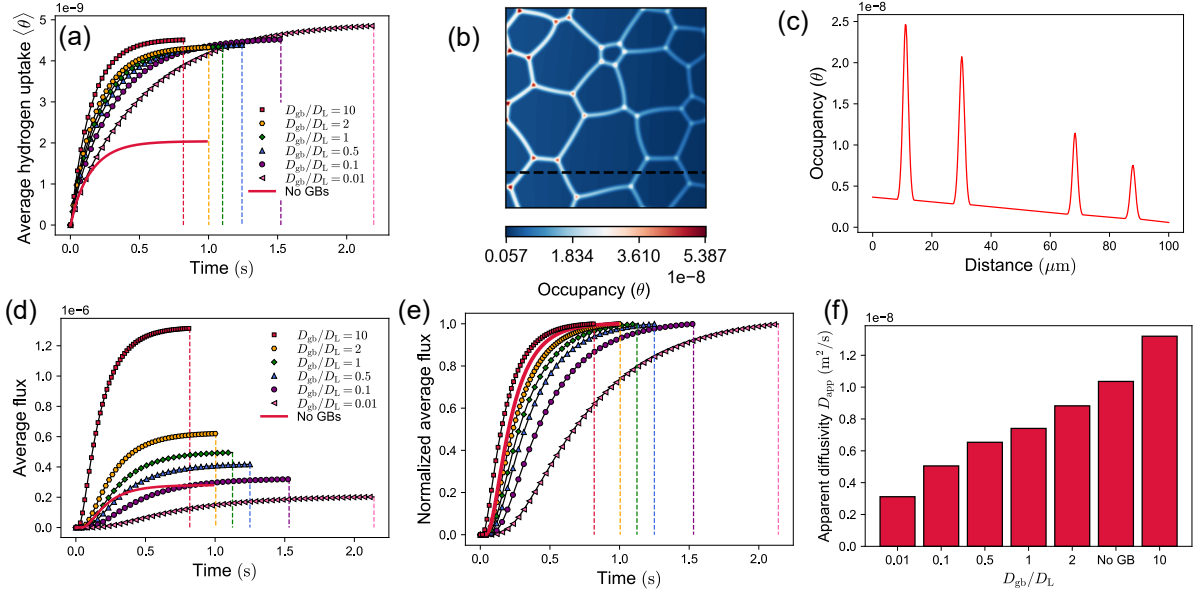 (a)
1e−9
Average hydrogen uptake ⟨θ⟩
5
4
3
2
1
0
D_gb/D_L = 10
D_gb/D_L = 2
D_gb/D_L = 1
D_gb/D_L = 0.5
D_gb/D_L = 0.1
D_gb/D_L = 0.01
No GBs
0.0 0.5 1.0 1.5 2.0
Time (s)
(b)
0.057 1.834 3.610 5.387
1e−8
Occupancy (θ)
(c)
1e−8
Occupancy (θ)
2.5
2.0
1.5
1.0
0.5
0.0
0 20 40 60 80 100
Distance (μm)
(d)
1e−6
Average flux
1.2
1.0
0.8
0.6
0.4
0.2
0.0
D_gb/D_L = 10
D_gb/D_L = 2
D_gb/D_L = 1
D_gb/D_L = 0.5
D_gb/D_L = 0.1
D_gb/D_L = 0.01
No GBs
0.0 0.5 1.0 1.5 2.0
Time (s)
(e)
Normalized average flux
1.0
0.8
0.6
0.4
0.2
0.0
0.0 0.5 1.0 1.5 2.0
Time (s)
(f)
1e−8
Apparent diffusivity D_app (m²/s)
1.2
1.0
0.8
0.6
0.4
0.2
0.0
0.01 0.1 0.5 1 2 No GB 10
D_gb/D_L